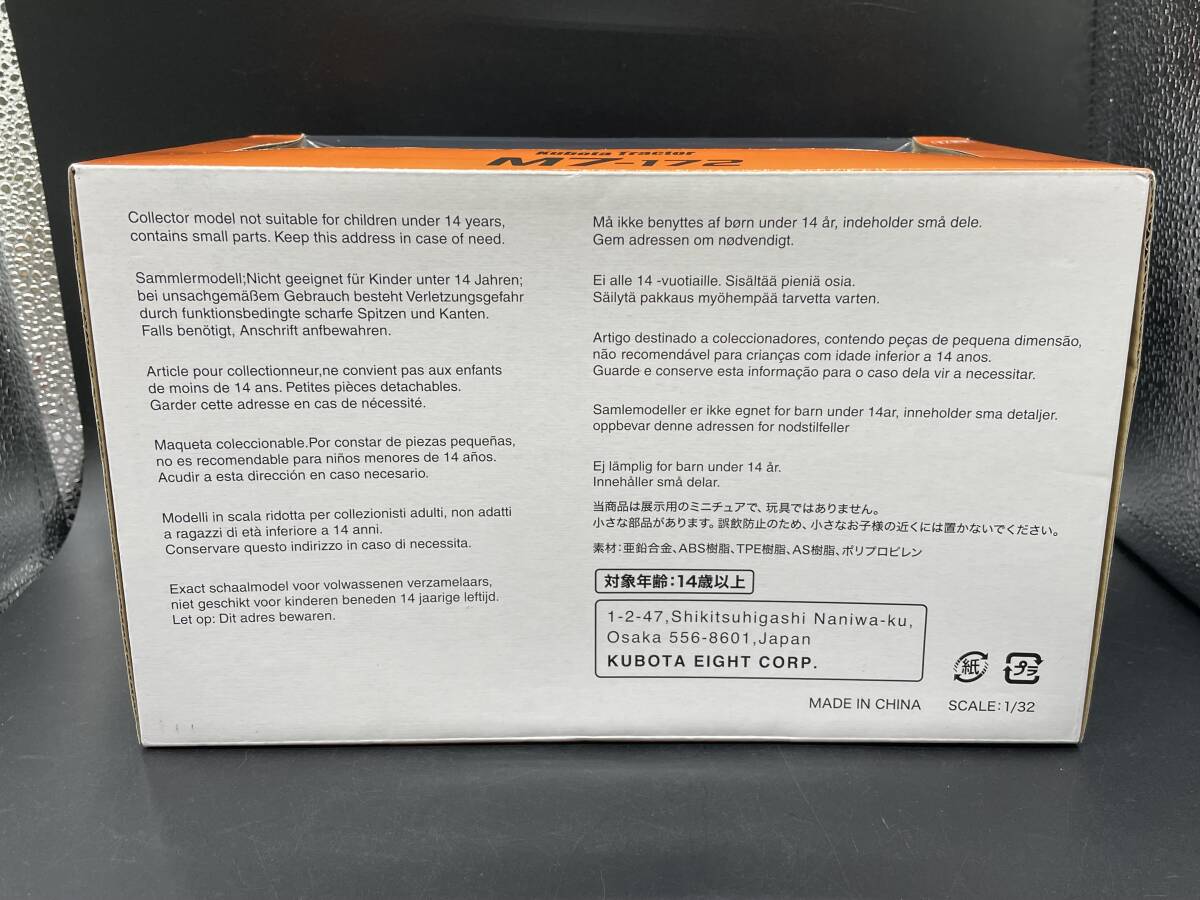 Kubota Tractor
M7-172
Collector model not suitable for children under 14 years,
contains small parts. Keep this address in case of need.
Sammlermodell;Nicht geeignet für Kinder unter 14 Jahren;
bei unsachgemäßem Gebrauch besteht Verletzungsgefahr
durch funktionsbedingte scharfe Spitzen und Kanten.
Falls benötigt, Anschrift anfbewahren.
Article pour collectionneur,ne convient pas aux enfants
de moins de 14 ans. Petites pièces detachables.
Garder cette adresse en cas de nécessité.
Maqueta coleccionable.Por constar de piezas pequeñas,
no es recomendable para niños menores de 14 años.
Acudir a esta dirección en caso necesario.
Modelli in scala ridotta per collezionisti adulti, non adatti
a ragazzi di età inferiore a 14 anni.
Conservare questo indirizzo in caso di necessita.
Exact schaalmodel voor volwassenen verzamelaars,
niet geschikt voor kinderen beneden 14 jaarige leftijd.
Let op: Dit adres bewaren.
Må ikke benyttes af børn under 14 år, indeholder små dele.
Gem adressen om nødvendigt.
Ei alle 14 -vuotiaille. Sisältää pieniä osia.
Säilytä pakkaus myöhempää tarvetta varten.
Artigo destinado a coleccionadores, contendo peças de pequena dimensão,
não recomendável para crianças com idade inferior a 14 anos.
Guarde e conserve esta informação para o caso dela vir a necessitar.
Samlemodeller er ikke egnet for barn under 14ar, inneholder sma detaljer.
oppbevar denne adressen for nodstilfeller
Ej lämplig for barn under 14 år.
Innehåller små delar.
当商品は展示用のミニチュアで、玩具ではありません。
小さな部品があります。誤飲防止のため、小さなお子様の近くには置かないでください。
素材:亜鉛合金、ABS樹脂、TPE樹脂、AS樹脂、ポリプロピレン
対象年齢:14歳以上
1-2-47,Shikitsuhigashi Naniwa-ku,
Osaka 556-8601,Japan
KUBOTA EIGHT CORP.
紙
プラ
MADE IN CHINA SCALE:1/32